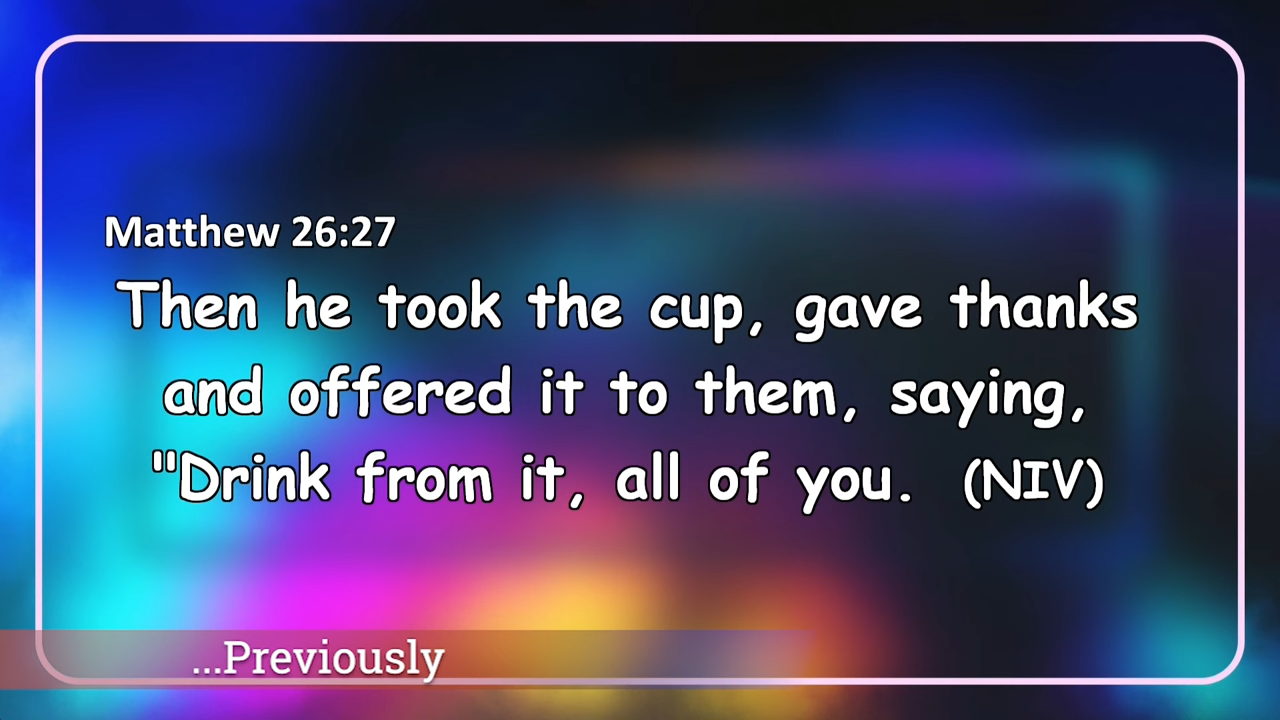 Matthew 26:27
Then he took the cup, gave thanks
and offered it to them, saying,
"Drink from it, all of you. (NIV)
...Previously